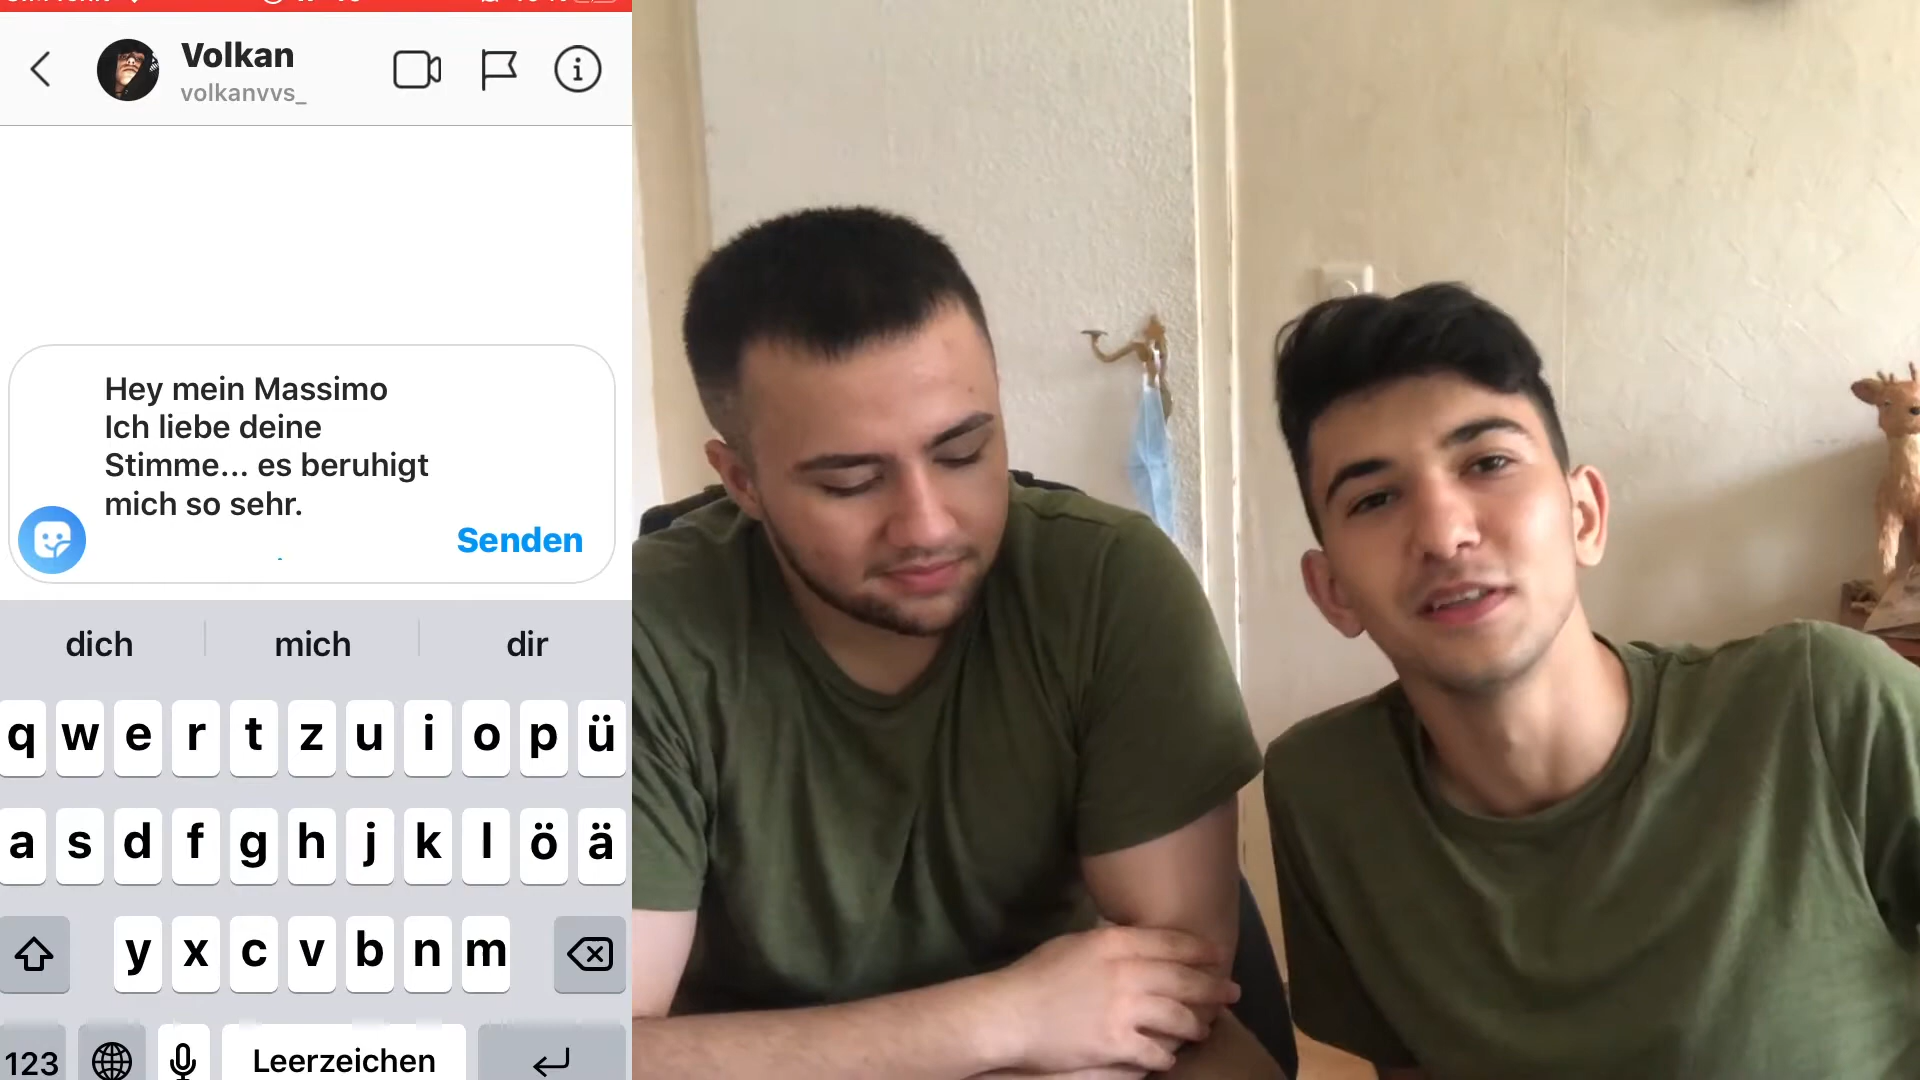 Volkan
volkanvvs_
Hey mein Massimo
Ich liebe deine
Stimme... es beruhigt
mich so sehr.
Senden
dich mich dir
q w e r t z u i o p ü
a s d f g h j k l ö ä
y x c v b n m
123 Leerzeichen